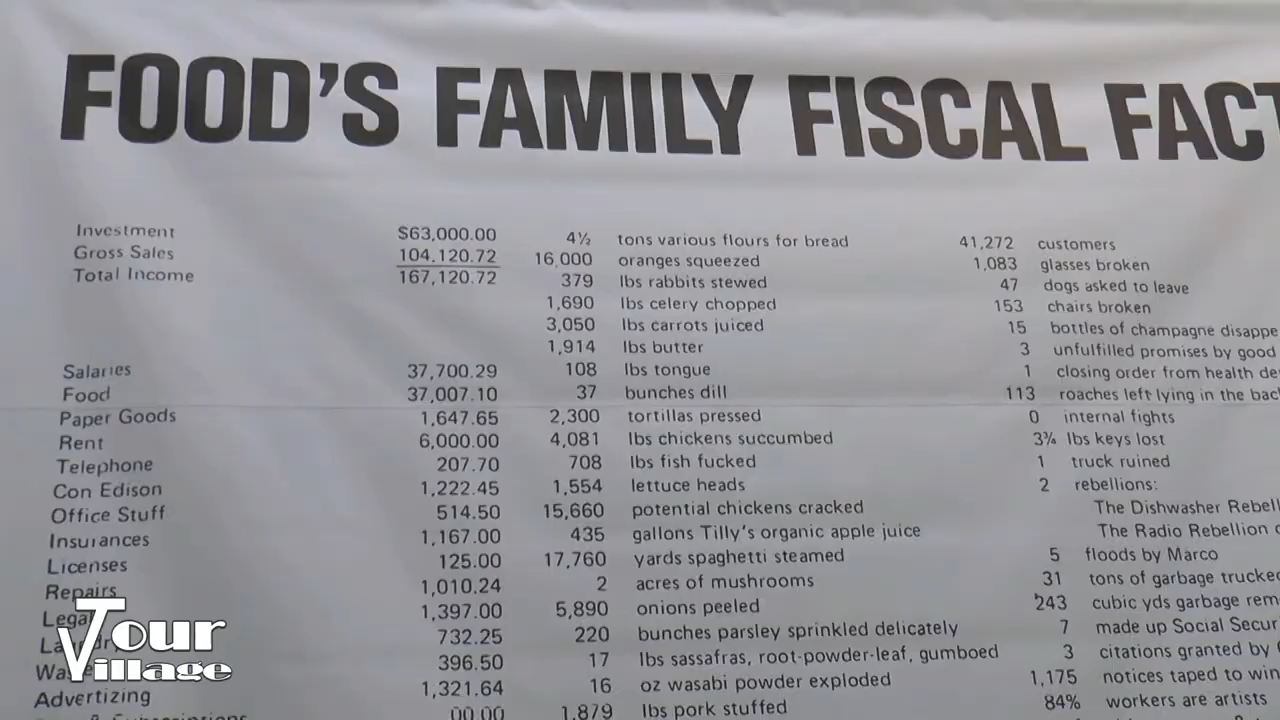 FOOD'S FAMILY FISCAL FACT
Investment $63,000.00
Gross Sales 104,120.72
Total Income 167,120.72
Salaries 37,700.29
Food 37,007.10
Paper Goods 1,647.65
Rent 6,000.00
Telephone 207.70
Con Edison 1,222.45
Office Stuff 514.50
Insurances 1,167.00
Licenses 125.00
Repairs 1,010.24
Legal 1,397.00
732.25
396.50
Advertizing 1,321.64
4½ tons various flours for bread
16,000 oranges squeezed
379 lbs rabbits stewed
1,690 lbs celery chopped
3,050 lbs carrots juiced
1,914 lbs butter
108 lbs tongue
37 bunches dill
2,300 tortillas pressed
4,081 lbs chickens succumbed
708 lbs fish fucked
1,554 lettuce heads
15,660 potential chickens cracked
435 gallons Tilly's organic apple juice
17,760 yards spaghetti steamed
2 acres of mushrooms
5,890 onions peeled
220 bunches parsley sprinkled delicately
17 lbs sassafras, root-powder-leaf, gumboed
16 oz wasabi powder exploded
1,879 lbs pork stuffed
41,272 customers
1,083 glasses broken
47 dogs asked to leave
153 chairs broken
15 bottles of champagne disappe
3 unfulfilled promises by good
1 closing order from health de
113 roaches left lying in the bac
0 internal fights
3¾ lbs keys lost
1 truck ruined
2 rebellions:
The Dishwasher Rebell
The Radio Rebellion
5 floods by Marco
31 tons of garbage trucked
243 cubic yds garbage rem
7 made up Social Secur
3 citations granted by
1,175 notices taped to win
84% workers are artists
Your Village